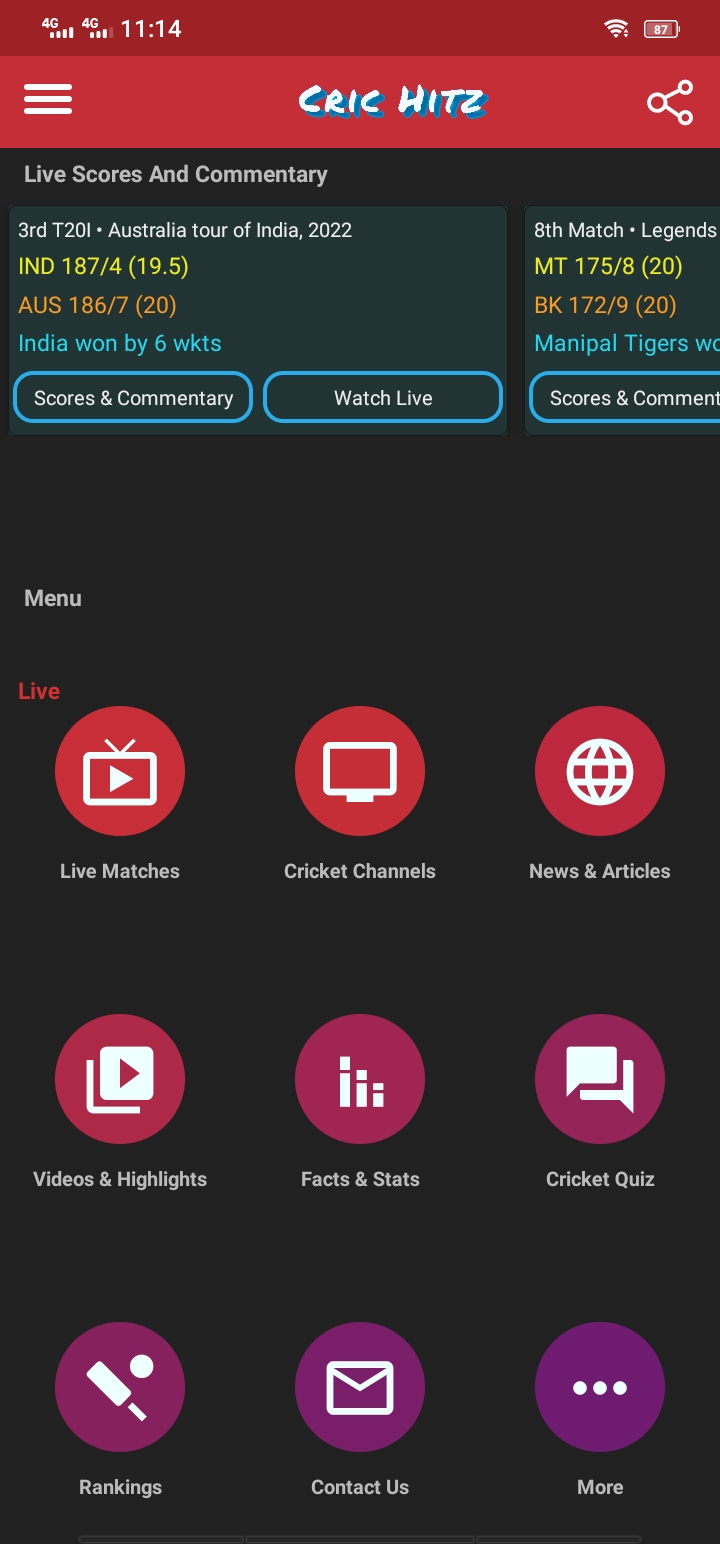 4G 4G 11:14 87
Cric Hitz
Live Scores And Commentary
3rd T20I • Australia tour of India, 2022
IND 187/4 (19.5)
AUS 186/7 (20)
India won by 6 wkts
Scores & Commentary
Watch Live
8th Match • Legends
MT 175/8 (20)
BK 172/9 (20)
Manipal Tigers wo
Scores & Comment
Menu
Live
Live Matches
Cricket Channels
News & Articles
Videos & Highlights
Facts & Stats
Cricket Quiz
Rankings
Contact Us
More